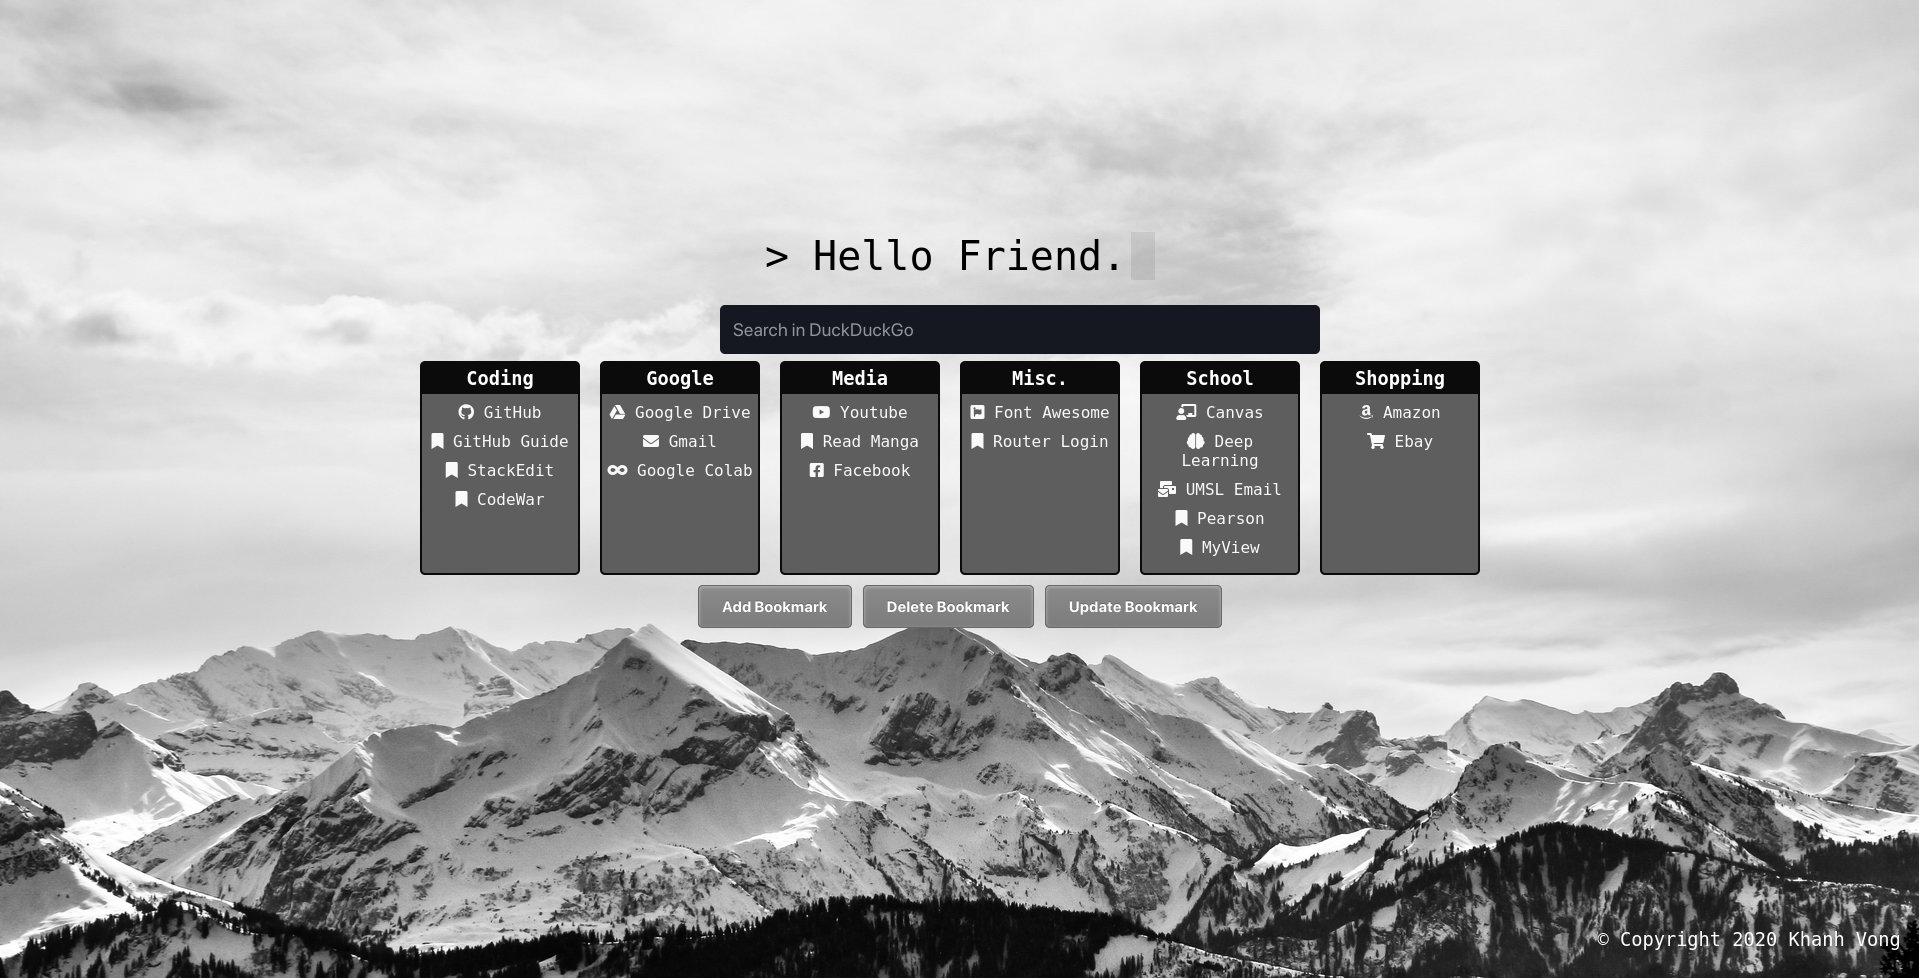 > Hello Friend.
Search in DuckDuckGo
Coding
GitHub
GitHub Guide
StackEdit
CodeWar
Google
Google Drive
Gmail
Google Colab
Media
Youtube
Read Manga
Facebook
Misc.
Font Awesome
Router Login
School
Canvas
Deep
Learning
UMSL Email
Pearson
MyView
Shopping
Amazon
Ebay
Add Bookmark
Delete Bookmark
Update Bookmark
© Copyright 2020 Khanh Vong